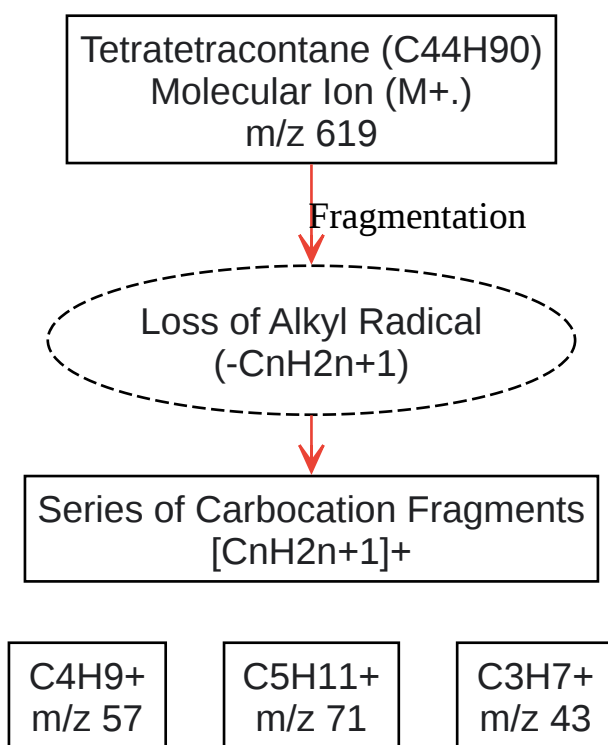 Tetratetracontane (C44H90)
Molecular Ion (M+.)
m/z 619
Fragmentation
Loss of Alkyl Radical
(-CnH2n+1)
Series of Carbocation Fragments
[CnH2n+1]+
C4H9+
m/z 57
C5H11+
m/z 71
C3H7+
m/z 43